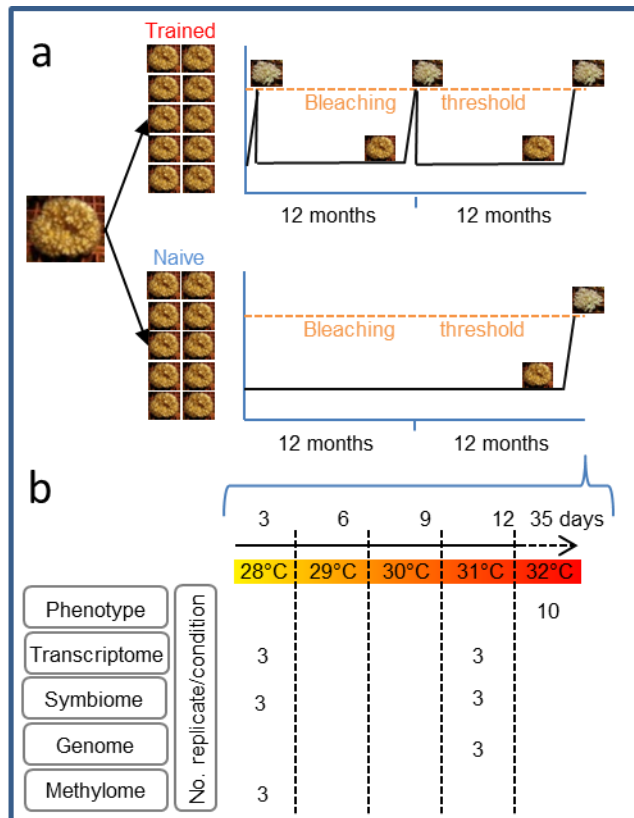 a
Trained
Bleaching threshold
12 months 12 months
Naive
Bleaching threshold
12 months 12 months
b
3 6 9 12 35 days
28°C 29°C 30°C 31°C 32°C
No. replicate/condition
Phenotype 10
Transcriptome 3 3
Symbiome 3 3
Genome 3
Methylome 3